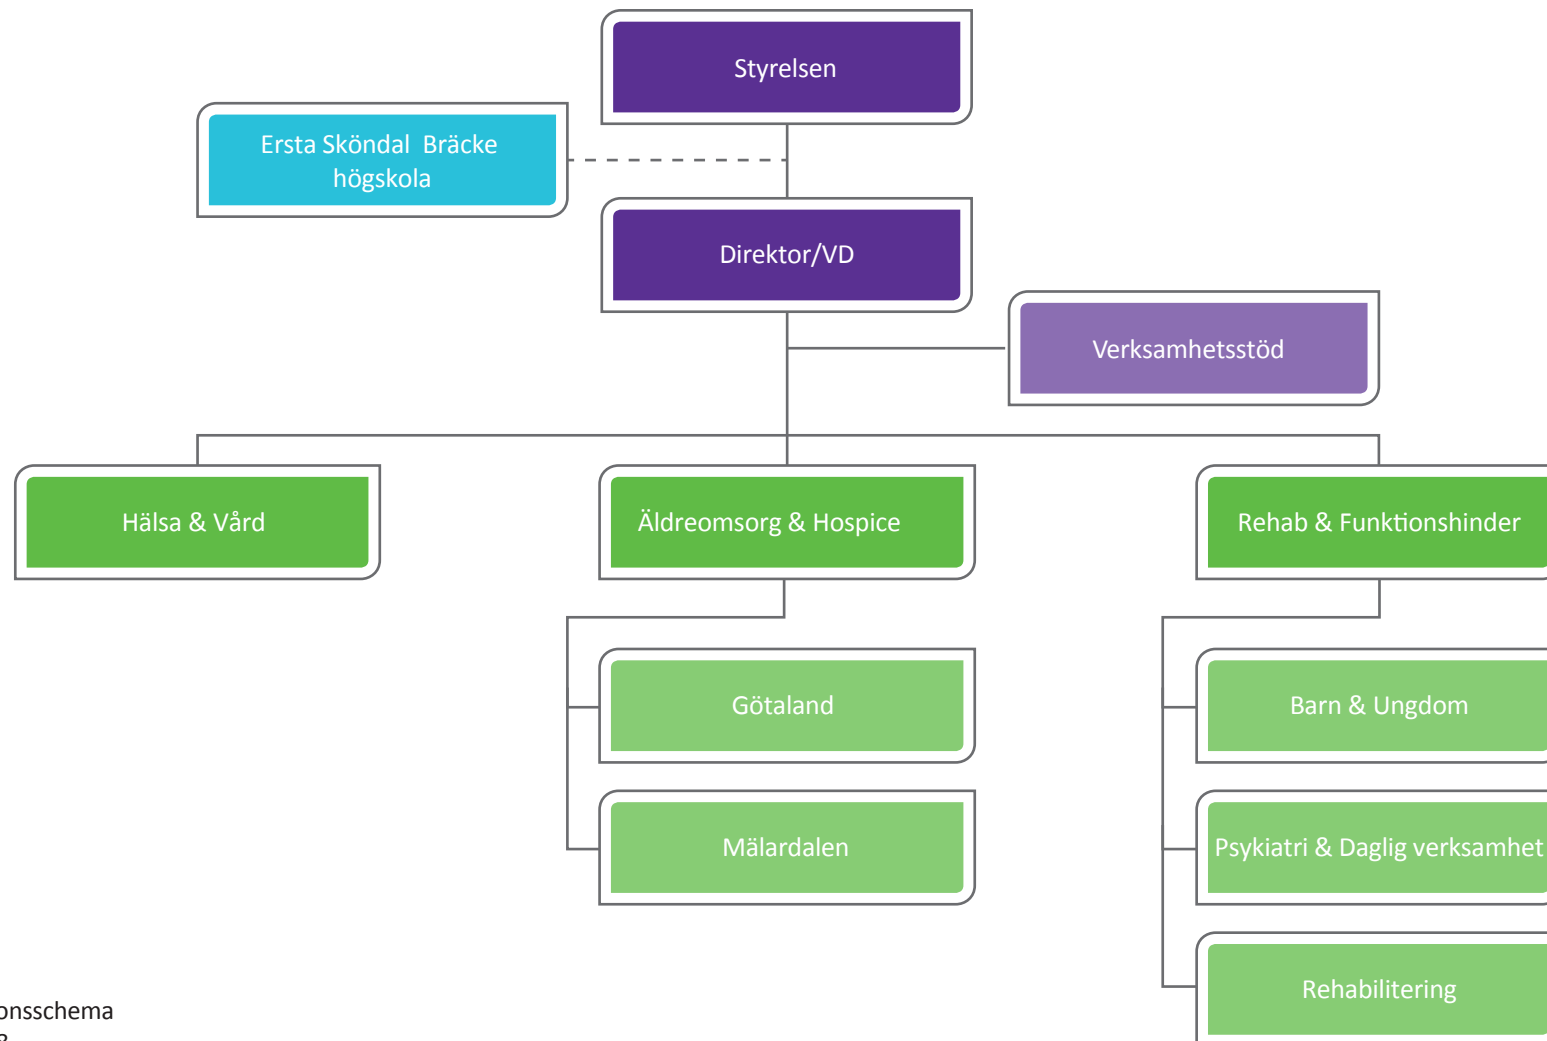 Styrelsen
Ersta Sköndal Bräcke
högskola
Direktor/VD
Verksamhetsstöd
Hälsa & Vård
Äldreomsorg & Hospice
Rehab & Funktionshinder
Götaland
Barn & Ungdom
Mälardalen
Psykiatri & Daglig verksamhet
Rehabilitering
onsschema